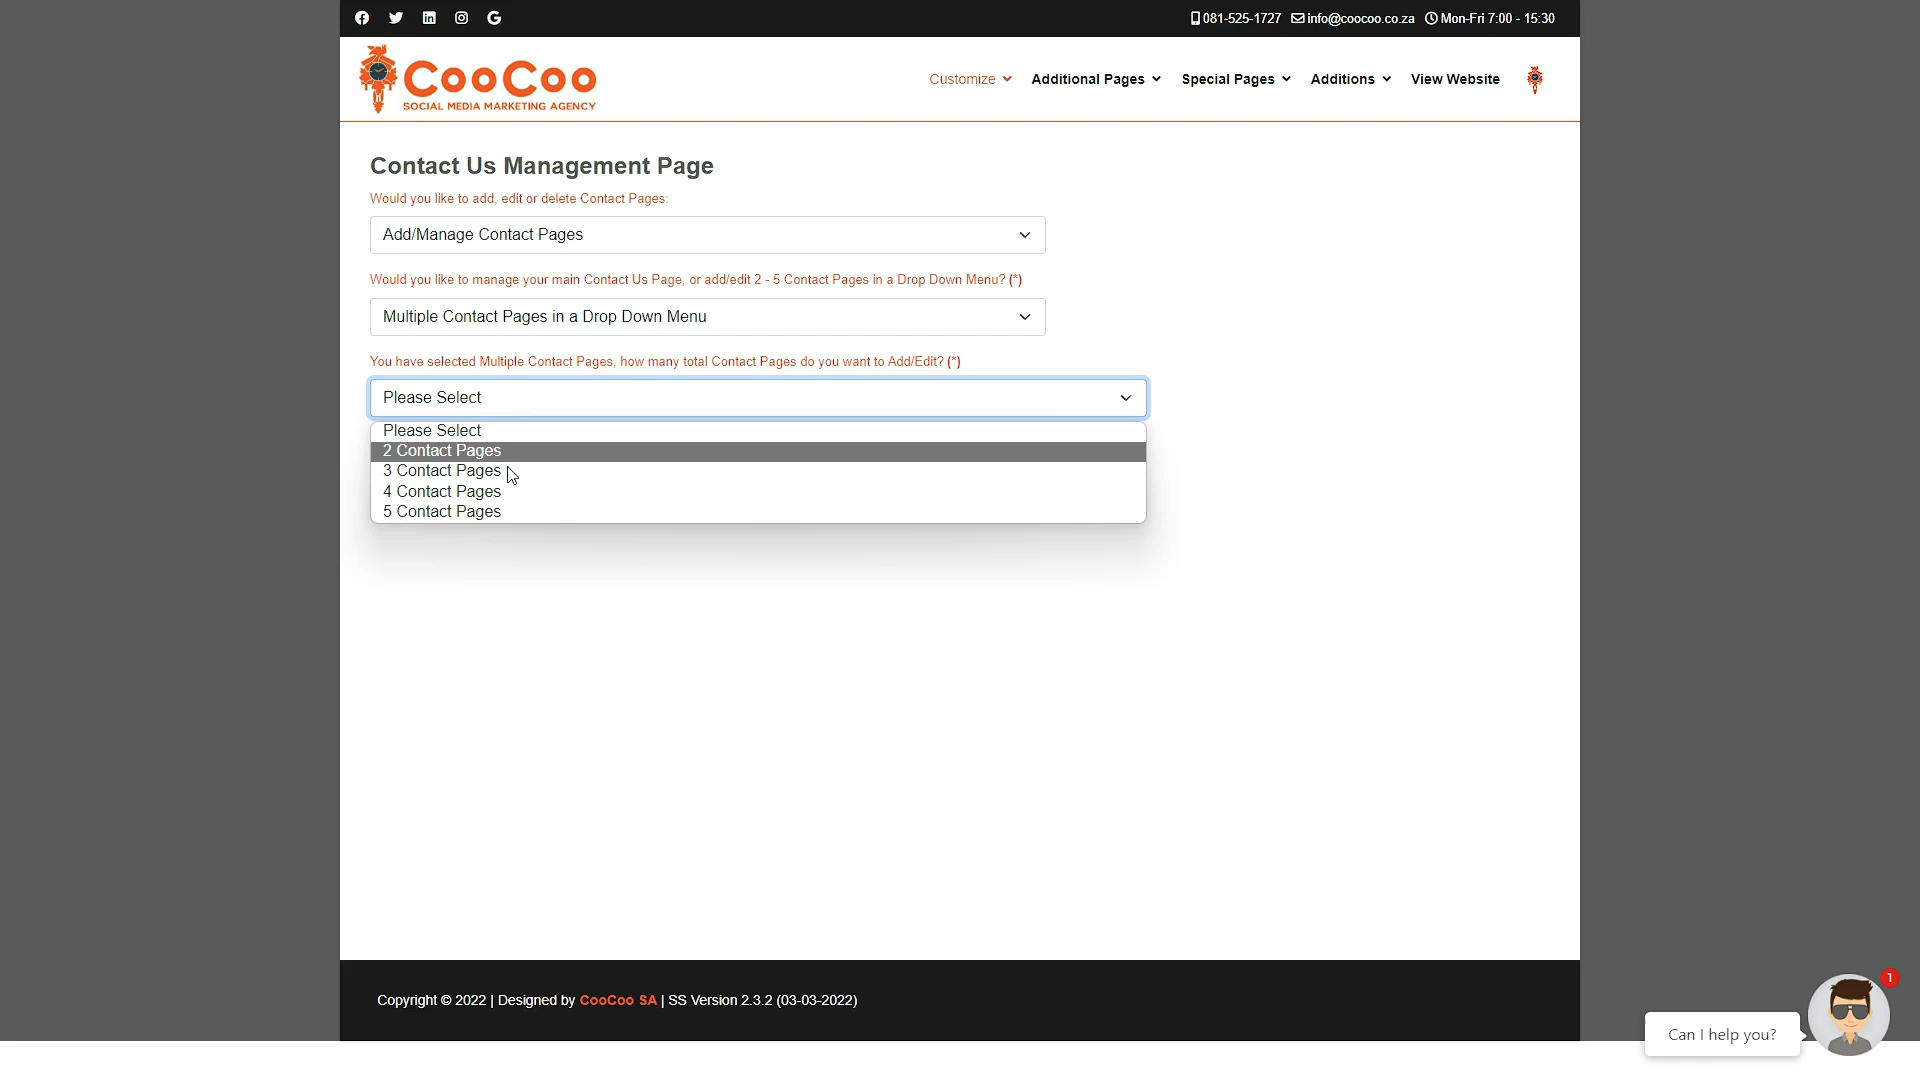 081-525-1727 info@coocoo.co.za Mon-Fri 7:00 - 15:30
CooCoo
SOCIAL MEDIA MARKETING AGENCY
Customize Additional Pages Special Pages Additions View Website
Contact Us Management Page
Would you like to add, edit or delete Contact Pages:
Add/Manage Contact Pages
Would you like to manage your main Contact Us Page, or add/edit 2 - 5 Contact Pages in a Drop Down Menu? (*)
Multiple Contact Pages in a Drop Down Menu
You have selected Multiple Contact Pages, how many total Contact Pages do you want to Add/Edit? (*)
Please Select
Please Select
2 Contact Pages
3 Contact Pages
4 Contact Pages
5 Contact Pages
Copyright © 2022 | Designed by CooCoo SA | SS Version 2.3.2 (03-03-2022)
1
Can I help you?